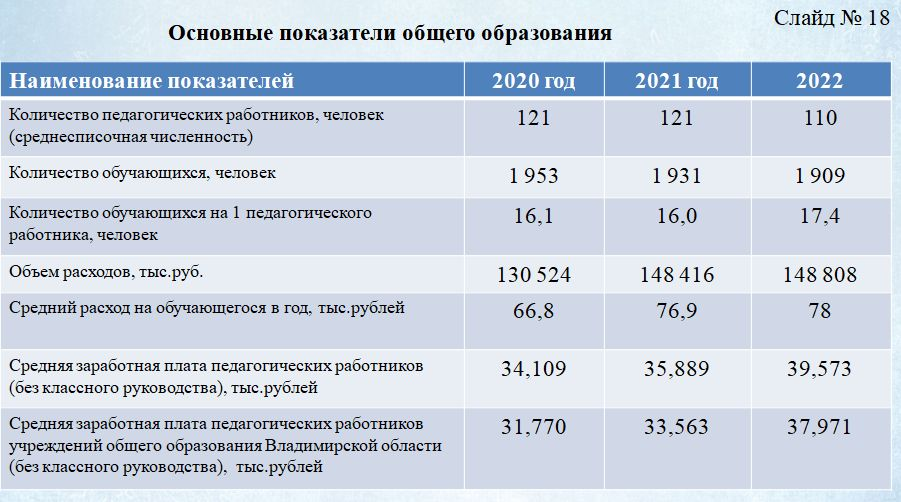 Слайд № 18
Основные показатели общего образования
Наименование показателей 2020 год 2021 год 2022
Количество педагогических работников, человек
(среднесписочная численность) 121 121 110
Количество обучающихся, человек 1 953 1 931 1 909
Количество обучающихся на 1 педагогического
работника, человек 16,1 16,0 17,4
Объем расходов, тыс.руб. 130 524 148 416 148 808
Средний расход на обучающегося в год, тыс.рублей 66,8 76,9 78
Средняя заработная плата педагогических работников
(без классного руководства), тыс.рублей 34,109 35,889 39,573
Средняя заработная плата педагогических работников
учреждений общего образования Владимирской области
(без классного руководства), тыс.рублей 31,770 33,563 37,971